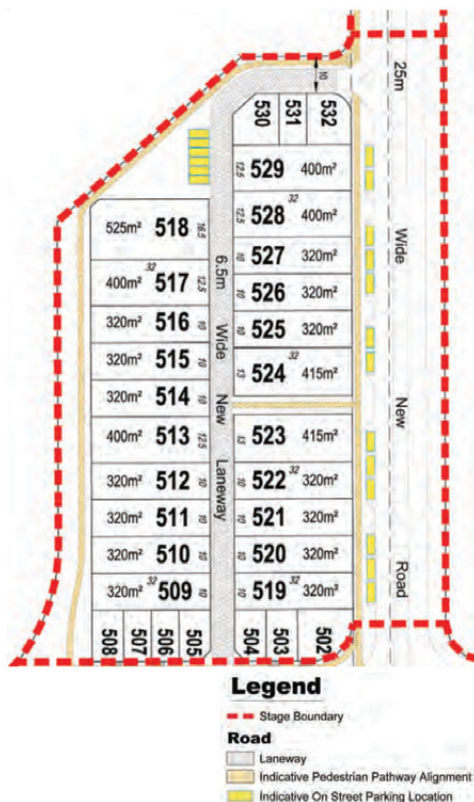 25m
Wide
New
Road
10
530 531 532
12.5 529 400m²
12.5 528 32 400m²
10 527 320m²
10 526 320m²
10 525 320m²
13 524 32 415m²
13 523 415m²
10 522 32 320m²
10 521 320m²
10 520 320m²
10 519 32 320m²
504 503 502
525m² 518 16.5
400m² 32 517 12.5
320m² 516 10
320m² 515 10
320m² 514 10
400m² 513 12.5
320m² 512 10
320m² 511 10
320m² 510 10
320m² 32 509 10
508 507 506 505
6.5m Wide New Laneway
Legend
Stage Boundary
Road
Laneway
Indicative Pedestrian Pathway Alignment
Indicative On Street Parking Location